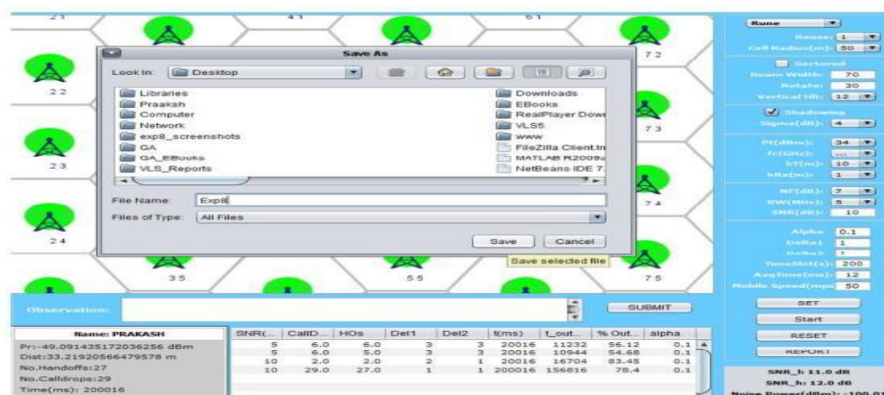 21 41 61
Save As
Look In: Desktop
Libraries Downloads
Praaksh EBooks
Computer RealPlayer Down
Network VLS5
exp8_screenshots www
GA FileZilla Client.ln
GA_EBooks MATLAB R2009a
VLS_Reports NetBeans IDE 7.
File Name: Exp8
Files of Type: All Files
Save Cancel
Save selected file
22
23
24
35 55 75
72
73
74
Rune
Reuse: 1
Cell Radius(m): 50
Sectored
Beam Width: 70
Rotate: 30
Vertical tilt: 12
Shadowing
Sigma(dB): 4
Pt(dBm): 34
fc(GHz): ...
hT(m): 10
hRx(m): 1
NF(dB): 7
BW(MHz): 5
SNR(dB): 10
Alpha 0.1
Delta1 1
Delta2 1
TimeSlot(s): 200
AvgTime(ms): 12
Mobile Speed(mps 50
SET
Start
RESET
REPORT
SNR_l: 11.0 dB
SNR_h: 12.0 dB
Noise Power(dBm): -100.01
Observation: SUBMIT
Name: PRAKASH
Pr:-49.091435172036256 dBm
Dist:33.21920566479578 m
No.Handoffs:27
No.Calldrops:29
Time(ms): 200016
SNR(... CallD... HOs Del1 Del2 t(ms) t_out... % Out... alpha
5 6.0 6.0 3 3 20016 11232 56.12 0.1
5 6.0 5.0 3 3 20016 10944 54.68 0.1
10 2.0 2.0 2 1 20016 16704 83.45 0.1
10 29.0 27.0 1 1 200016 156816 78.4 0.1